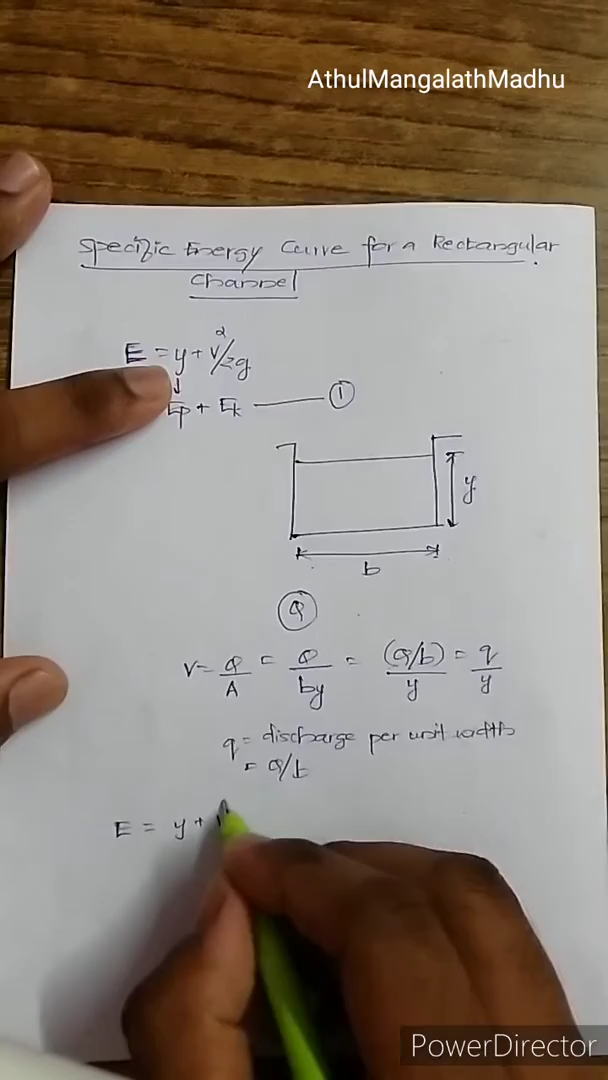 AthulMangalathMadhu
Specific Energy Curve for a Rectangular
Channel
E = y + V²/2g
Ep + Ek ——— ①
y
b
Q
V = Q/A = Q/by = (Q/b)/y = q/y
q = discharge per unit width
= Q/b
E = y +
PowerDirector